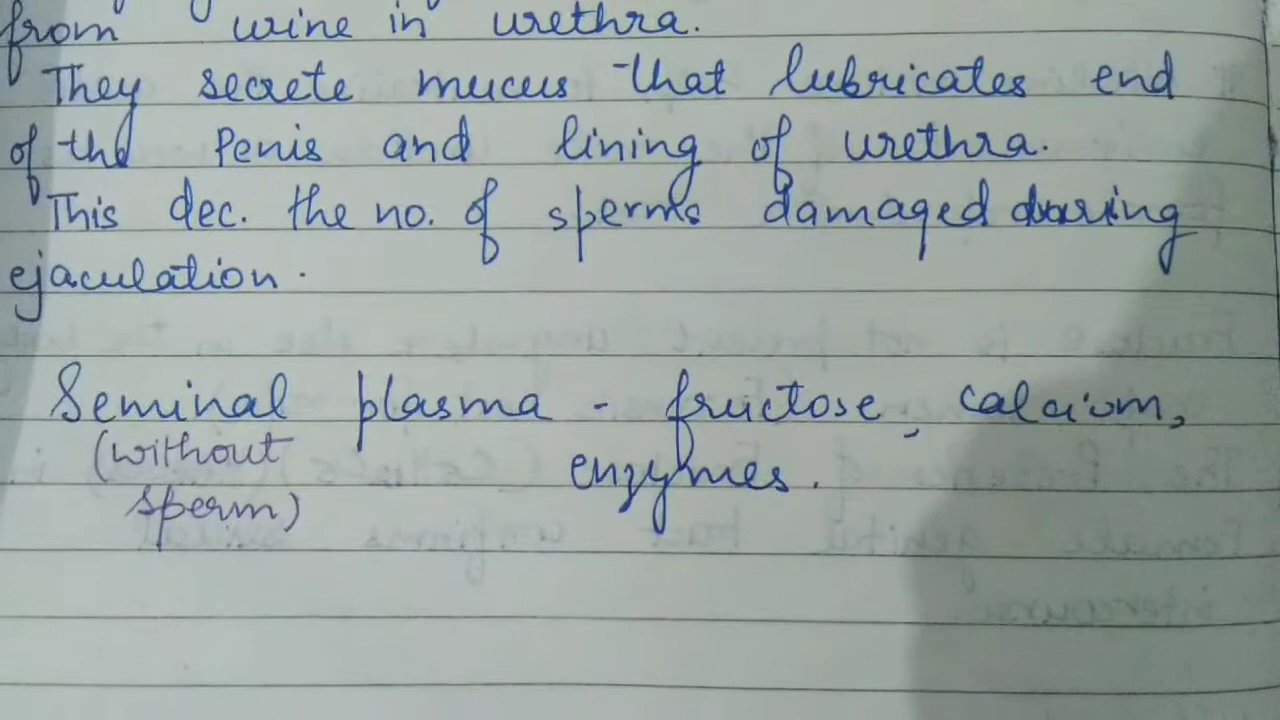 from urine in urethra.
They secrete mucus that lubricates end
of the Penis and lining of urethra.
This dec. the no. of sperms damaged during
ejaculation.
Seminal plasma - fructose, calcium,
(without
enzymes.
sperm)